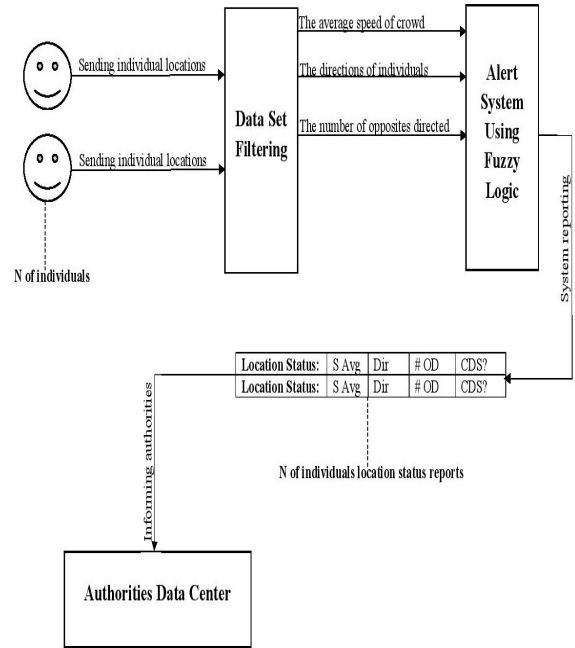 The average speed of crowd
Sending individual locations
The directions of individuals
Data Set
Filtering
Alert
System
Using
Fuzzy
Logic
The number of opposites directed
Sending individual locations
N of individuals
System reporting
Location Status: S Avg Dir # OD CDS?
Location Status: S Avg Dir # OD CDS?
N of individuals location status reports
Informing authorities
Authorities Data Center